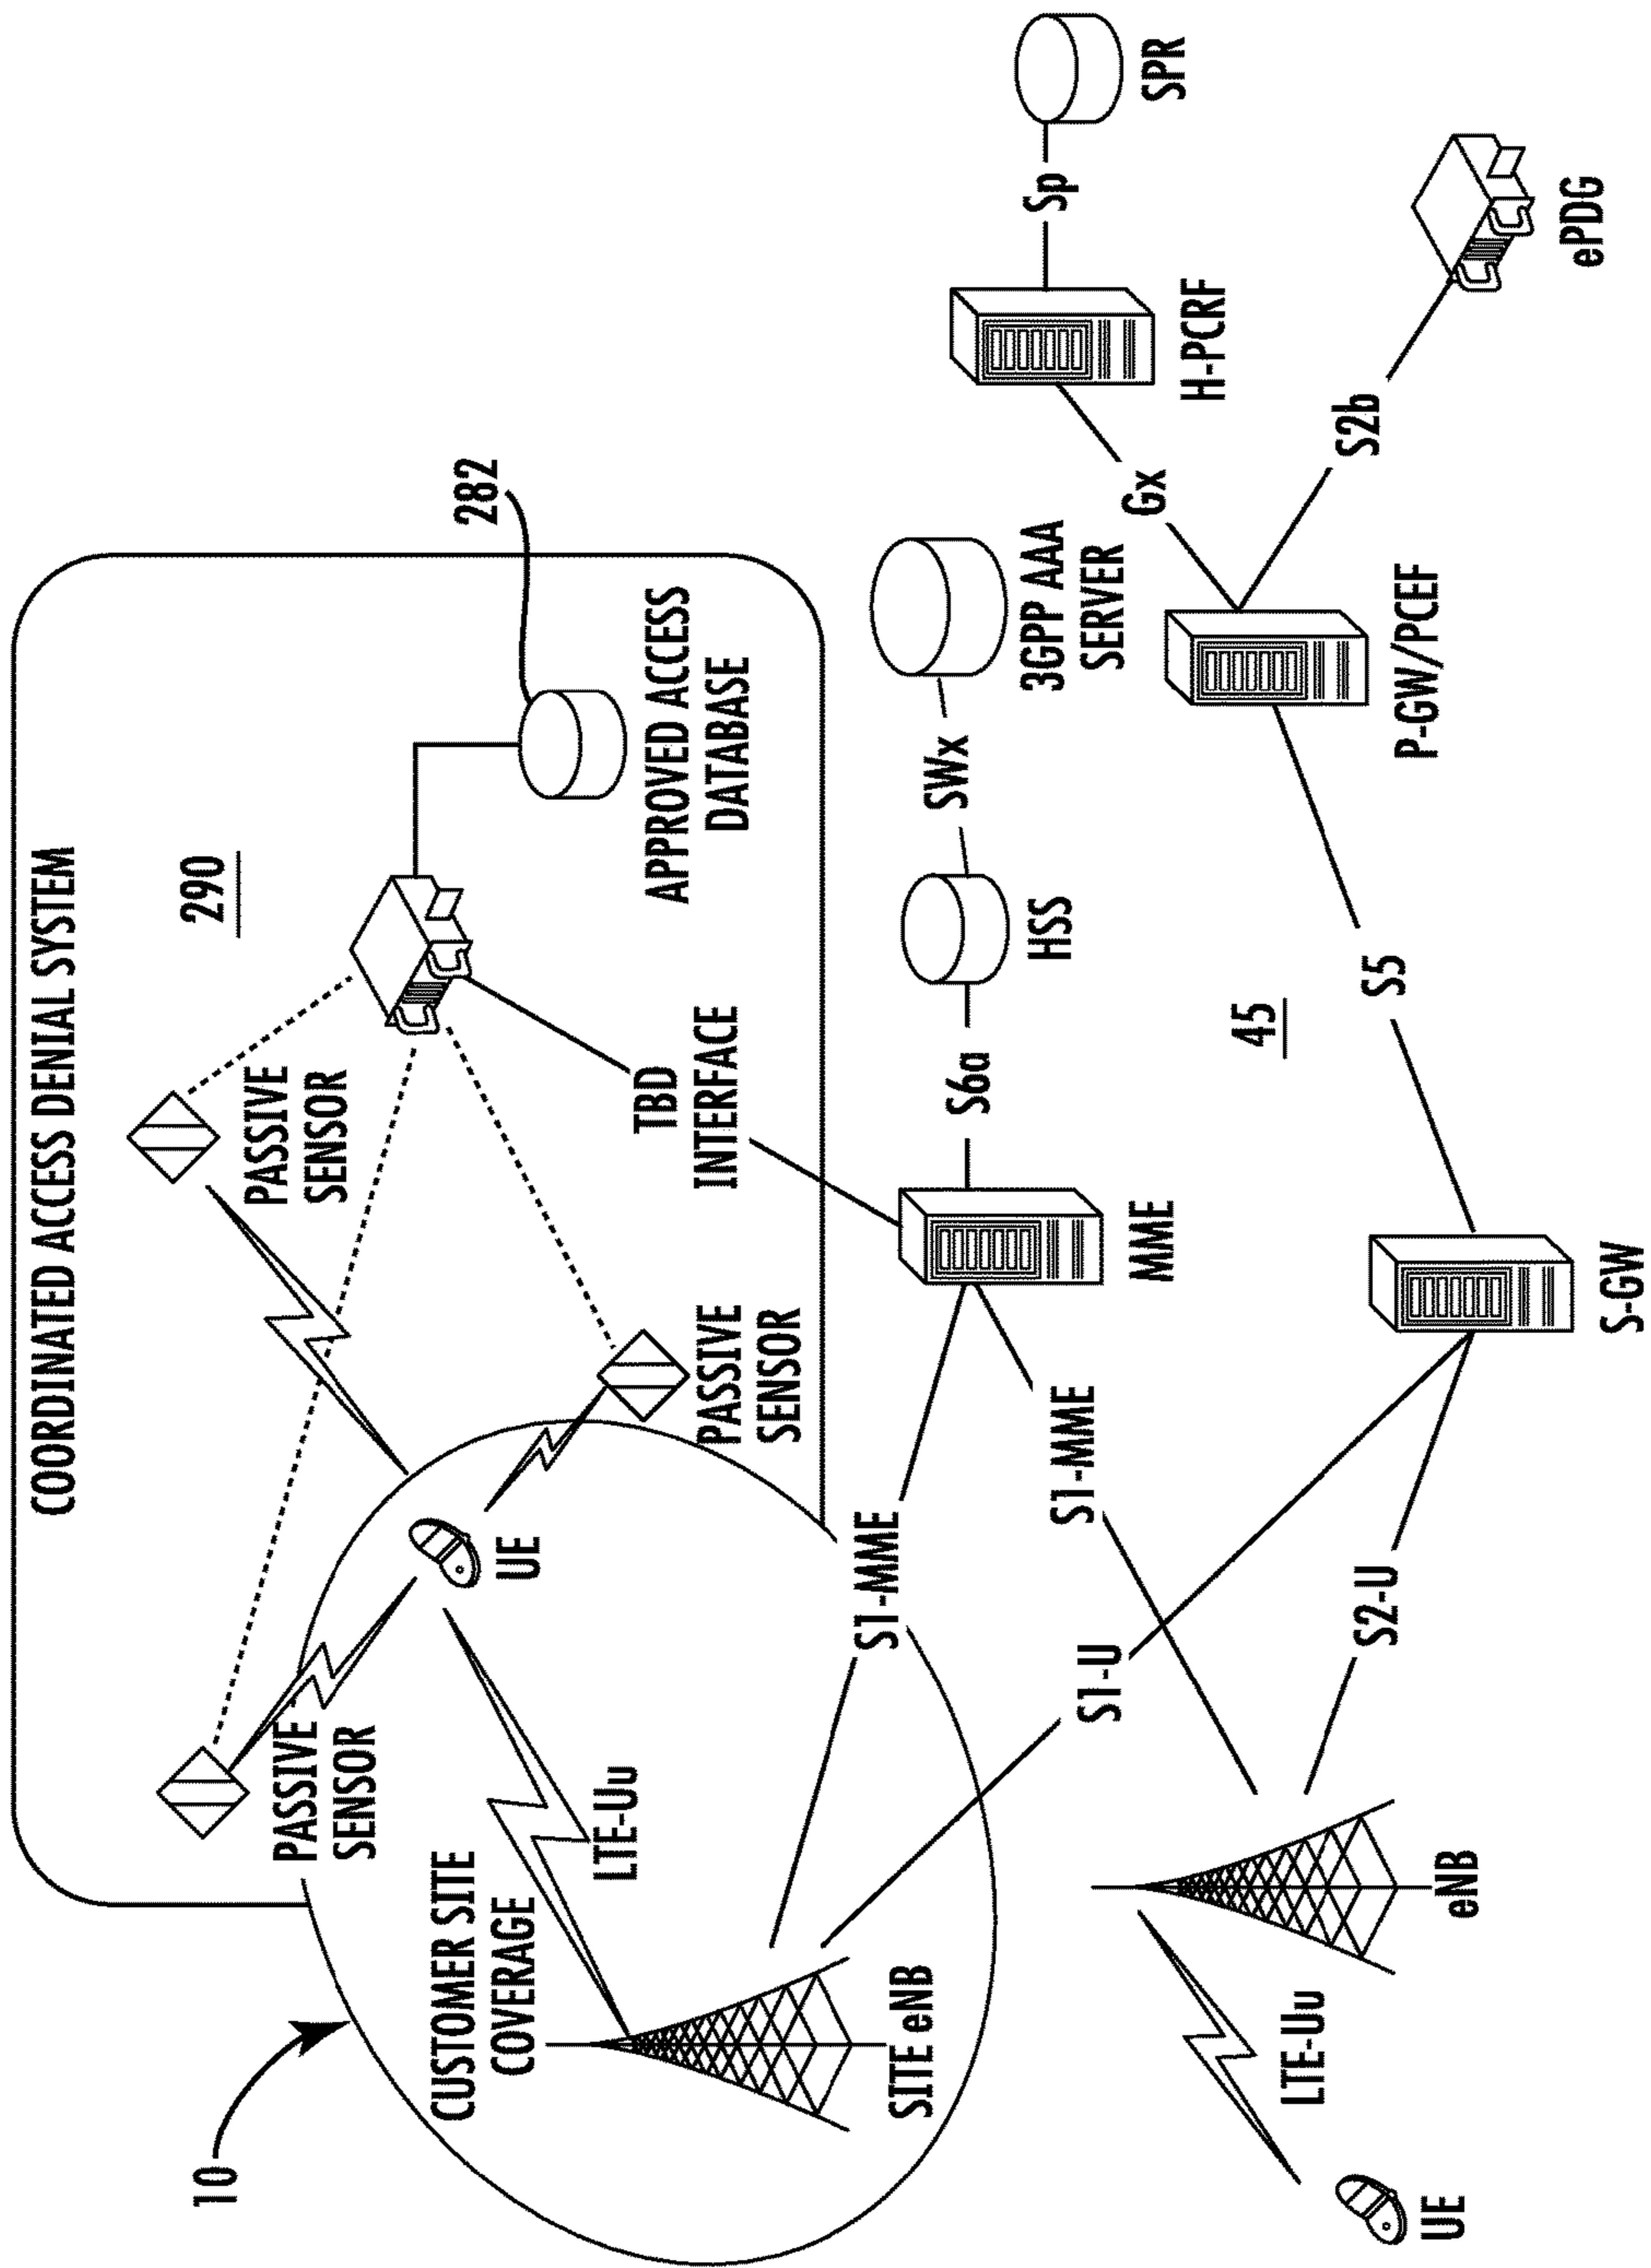 COORDINATED ACCESS DENIAL SYSTEM
290
282
10
PASSIVE
SENSOR
PASSIVE
SENSOR
PASSIVE
SENSOR
APPROVED ACCESS
DATABASE
TBD
INTERFACE
UE
CUSTOMER SITE
COVERAGE
LTE-Uu
SITE eNB
S1-MME
MME
S6a
HSS
SWx
3GPP AAA
SERVER
S1-MME
S1-U
45
Gx
H-PCRF
Sp
SPR
P-GW/PCEF
S2b
ePDG
S5
S-GW
S2-U
eNB
LTE-Uu
UE